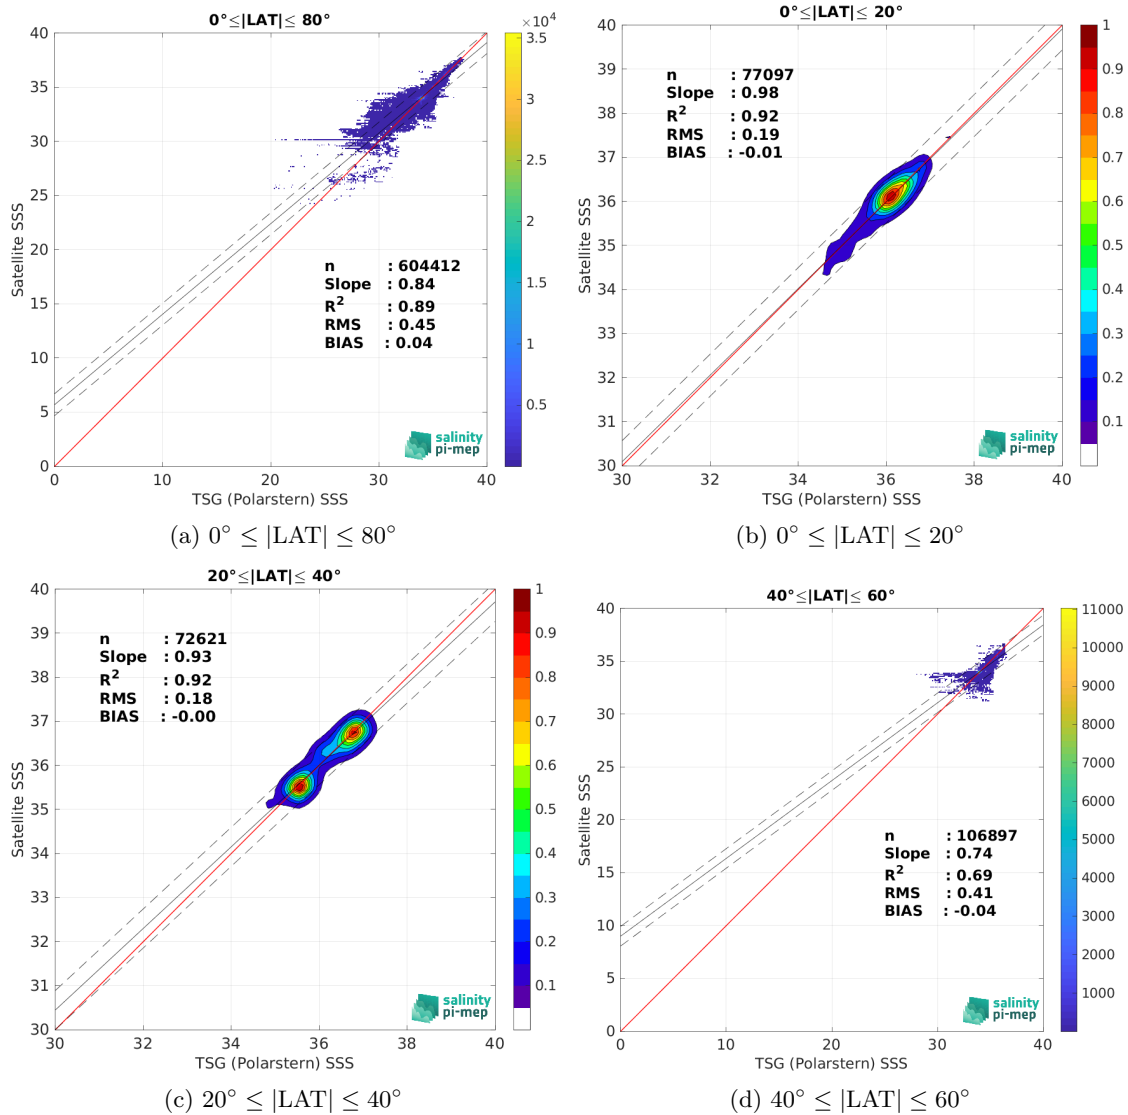 0°≤|LAT|≤ 80°
×10⁴
40
35
30
25
20
15
10
5
0
0
10
20
30
40
Satellite SSS
TSG (Polarstern) SSS
n : 604412
Slope : 0.84
R² : 0.89
RMS : 0.45
BIAS : 0.04
3.5
3
2.5
2
1.5
1
0.5
salinity
pi-mep
(a) 0° ≤ |LAT| ≤ 80°
0°≤|LAT|≤ 20°
40
39
38
37
36
35
34
33
32
31
30
30
32
34
36
38
40
Satellite SSS
TSG (Polarstern) SSS
n : 77097
Slope : 0.98
R² : 0.92
RMS : 0.19
BIAS : -0.01
1
0.9
0.8
0.7
0.6
0.5
0.4
0.3
0.2
0.1
salinity
pi-mep
(b) 0° ≤ |LAT| ≤ 20°
20°≤|LAT|≤ 40°
40
39
38
37
36
35
34
33
32
31
30
30
32
34
36
38
40
Satellite SSS
TSG (Polarstern) SSS
n : 72621
Slope : 0.93
R² : 0.92
RMS : 0.18
BIAS : -0.00
1
0.9
0.8
0.7
0.6
0.5
0.4
0.3
0.2
0.1
salinity
pi-mep
(c) 20° ≤ |LAT| ≤ 40°
40°≤|LAT|≤ 60°
40
35
30
25
20
15
10
5
0
0
10
20
30
40
Satellite SSS
TSG (Polarstern) SSS
n : 106897
Slope : 0.74
R² : 0.69
RMS : 0.41
BIAS : -0.04
11000
10000
9000
8000
7000
6000
5000
4000
3000
2000
1000
salinity
pi-mep
(d) 40° ≤ |LAT| ≤ 60°